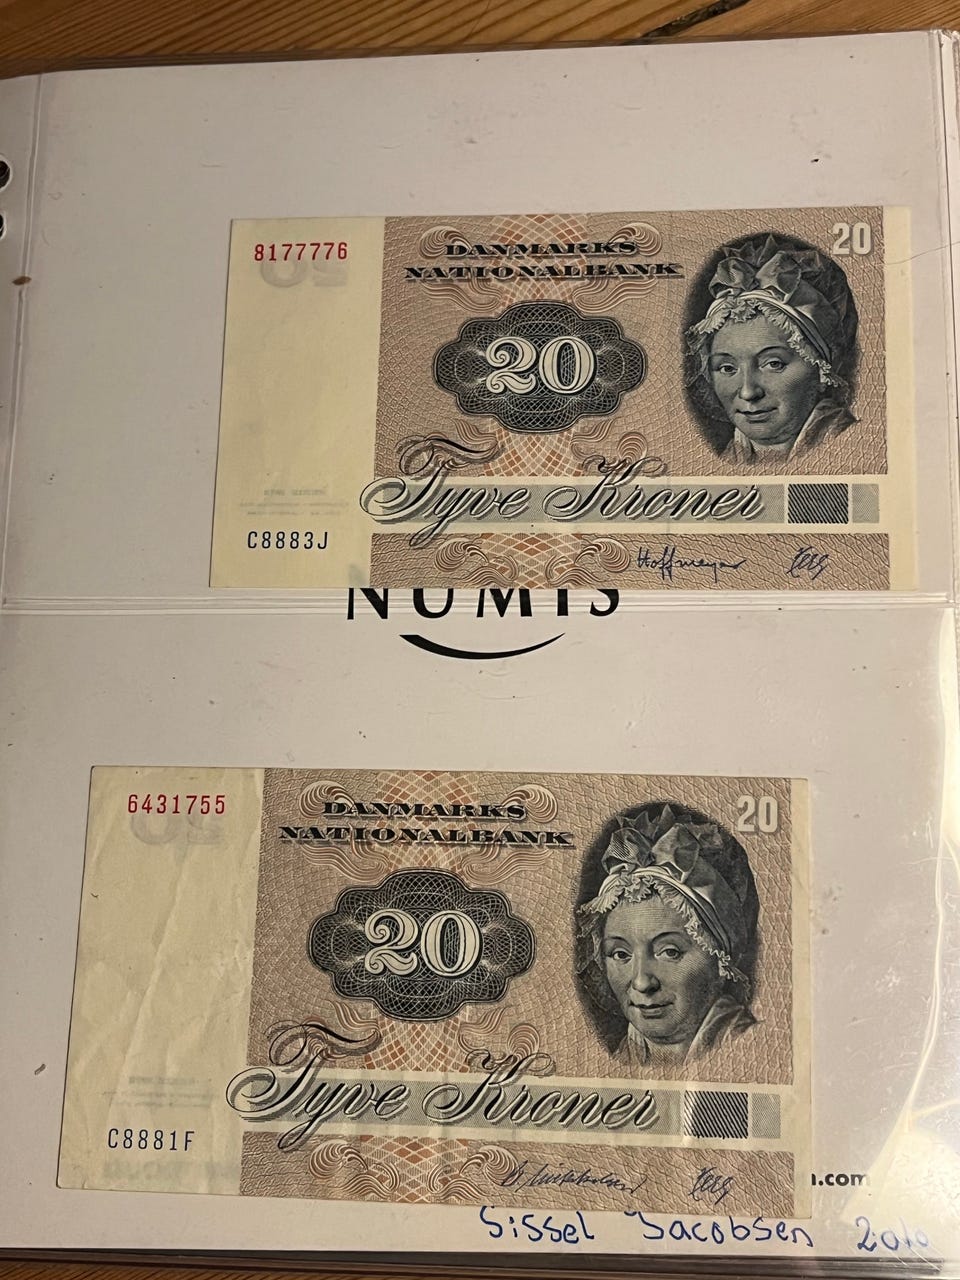 8177776
DANMARKS
NATIONALBANK
20
20
Tyve Kroner
C8883J
Hoffmeyer
NUMIS
6431755
DANMARKS
NATIONALBANK
20
20
Tyve Kroner
C8881F
.com
Sissel Jacobsen 2010